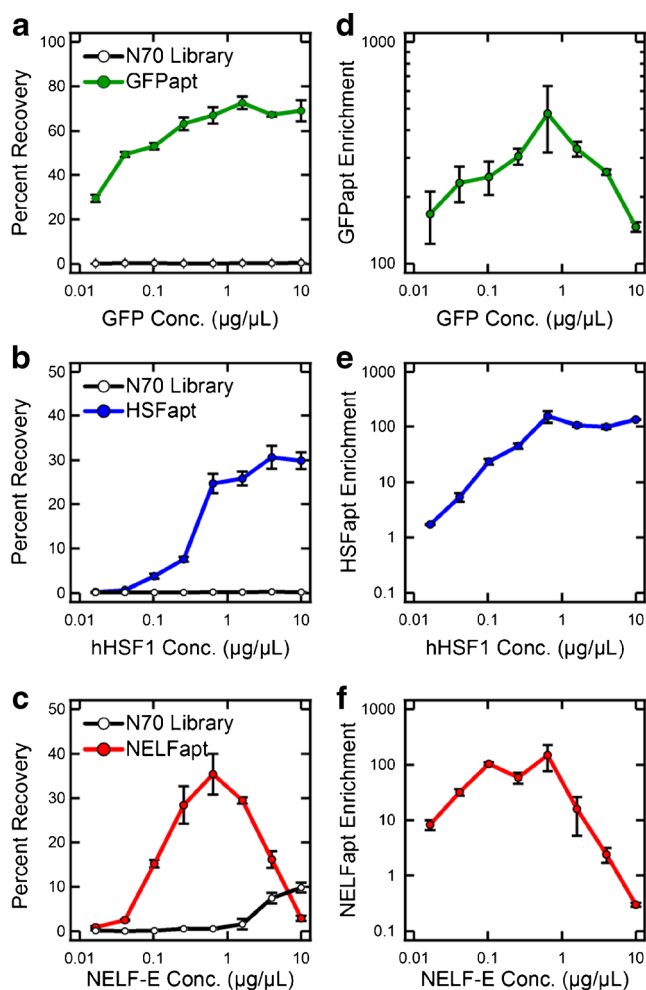 a
N70 Library
GFPapt
Percent Recovery
100
80
60
40
20
0
0.01
0.1
1
10
GFP Conc. (µg/µL)
d
GFPapt Enrichment
1000
100
0.01
0.1
1
10
GFP Conc. (µg/µL)
b
N70 Library
HSFapt
Percent Recovery
50
40
30
20
10
0
0.01
0.1
1
10
hHSF1 Conc. (µg/µL)
e
HSFapt Enrichment
1000
100
10
1
0.1
0.01
0.1
1
10
hHSF1 Conc. (µg/µL)
c
N70 Library
NELFapt
Percent Recovery
50
40
30
20
10
0
0.01
0.1
1
10
NELF-E Conc. (µg/µL)
f
NELFapt Enrichment
1000
100
10
1
0.1
0.01
0.1
1
10
NELF-E Conc. (µg/µL)